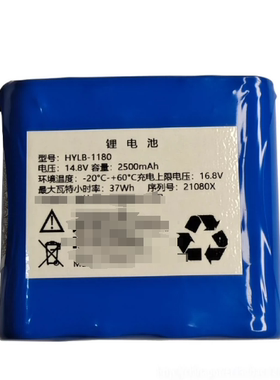 锂电池
型号: HYLB-1180
电压: 14.8V 容量: 2500mAh
环境温度: -20°C-+60°C充电上限电压: 16.8V
最大瓦特小时率: 37Wh 序列号: 21080X